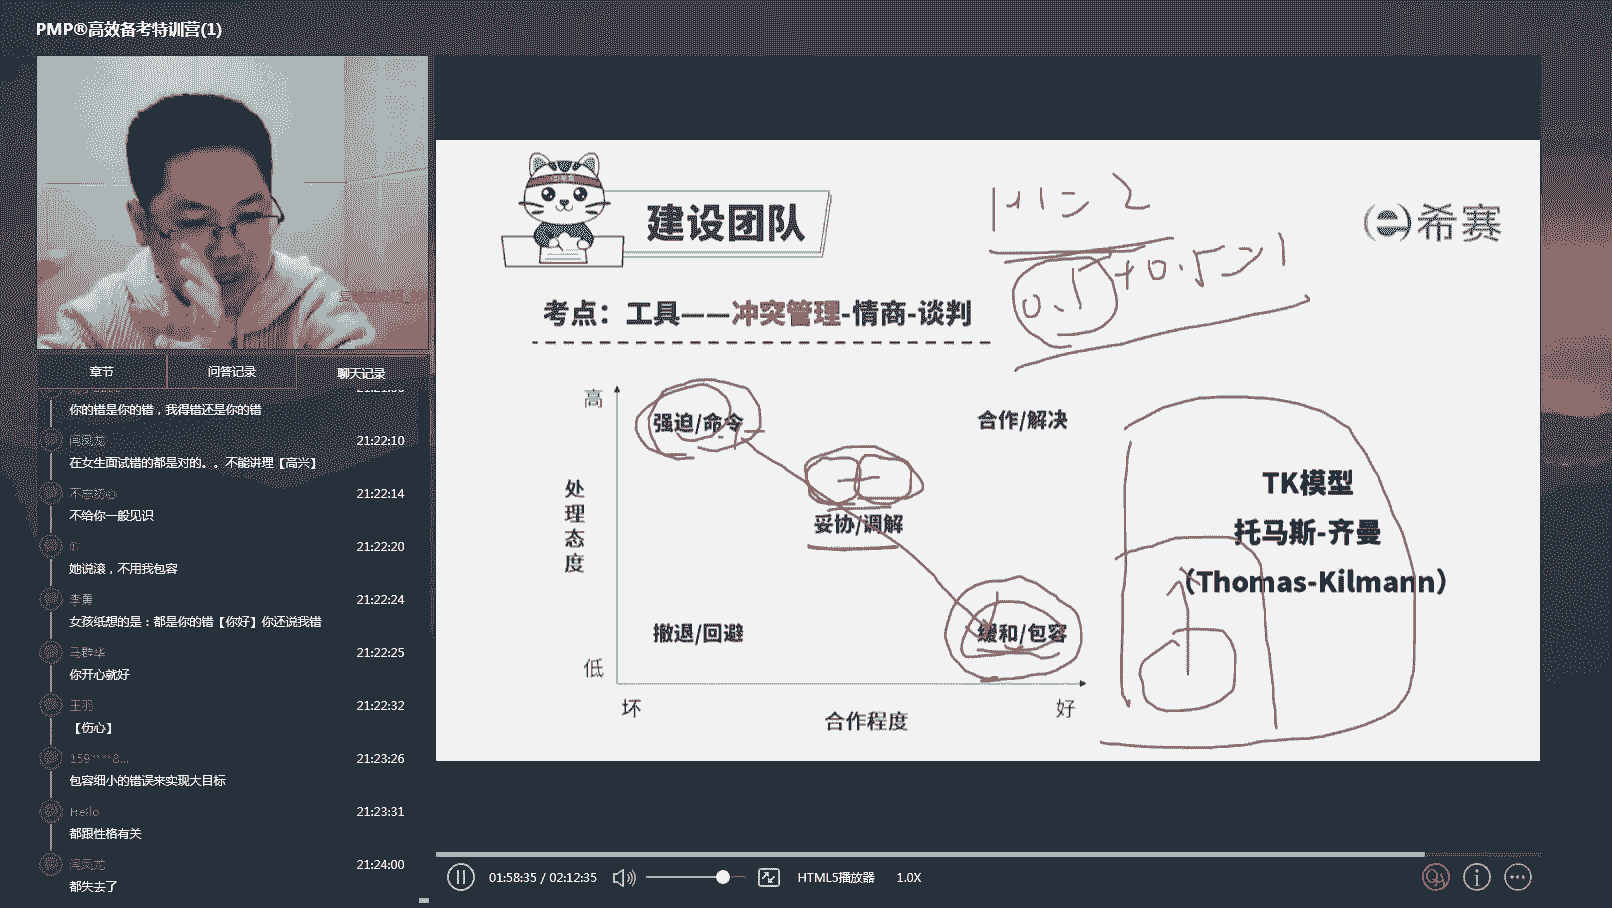 PMP®高效备考特训营(1)
章节
问答记录
聊天记录
你的错是你的错，我得错还是你的错
闫凤龙
21:22:10
在女生面试错的都是对的。。不能讲理【高兴】
21:22:14
不给你一般见识
21:22:20
她说滚，不用我包容
李勇
21:22:24
女孩纸想的是：都是你的错【你好】你还说我错
马群华
21:22:25
你开心就好
王羽
21:22:32
【伤心】
21:23:26
包容细小的错误来实现大目标
Hello
21:23:31
都跟性格有关
闫凤龙
21:24:00
都失去了
建设团队
希赛
1+1=2
考点：工具——冲突管理-情商-谈判
高
处理态度
低
强迫/命令
合作/解决
妥协/调解
撤退/回避
缓和/包容
坏
合作程度
好
TK模型
托马斯-齐曼
（Thomas-Kilmann）
01:58:35 / 02:12:35
HTML5播放器
1.0X